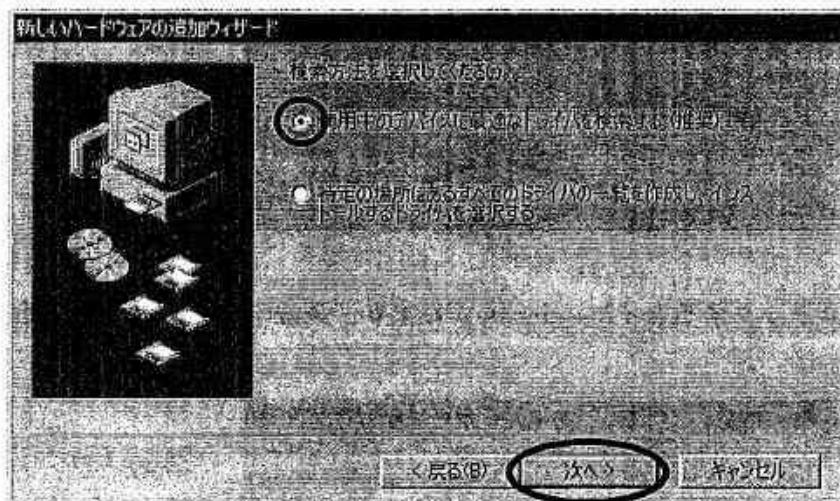 新しいハードウェアの追加ウィザード
検索方法を選択してください。
使用中のデバイスに最適なドライバを検索する(推奨)
特定の場所にあるすべてのドライバの一覧を作成し、インス
トールするドライバを選択する
< 戻る(B)
次へ >
キャンセル